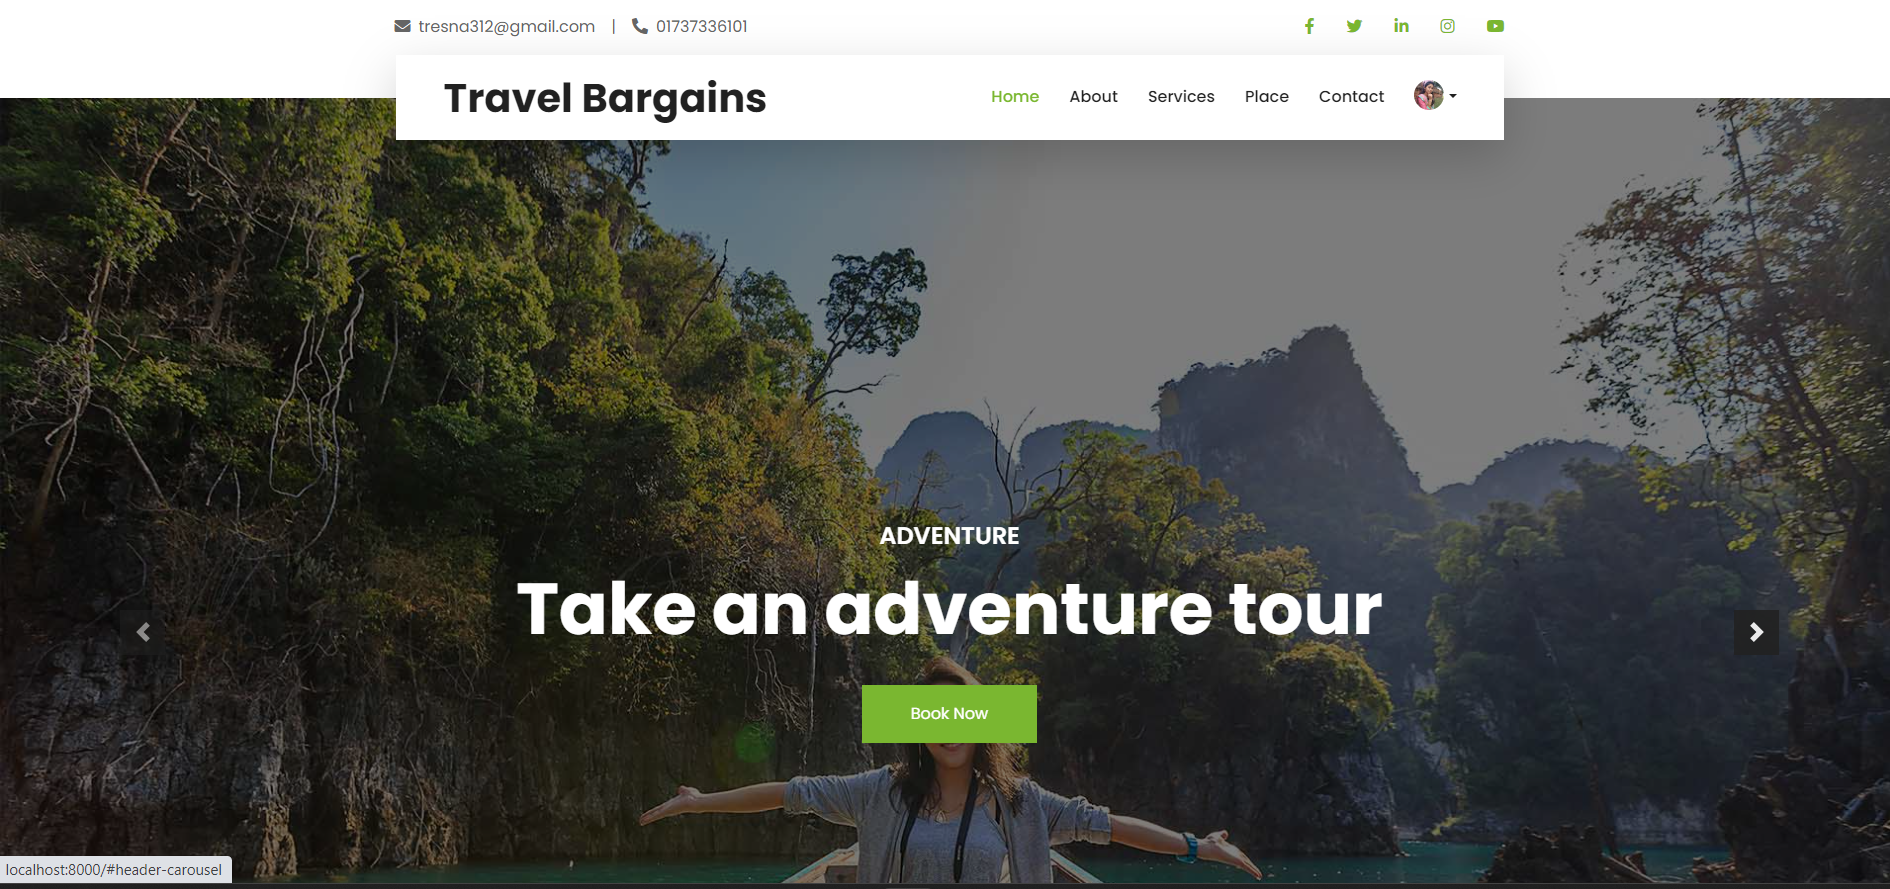 tresna312@gmail.com | 01737336101
Travel Bargains
Home About Services Place Contact
ADVENTURE
Take an adventure tour
Book Now
localhost:8000/#header-carousel